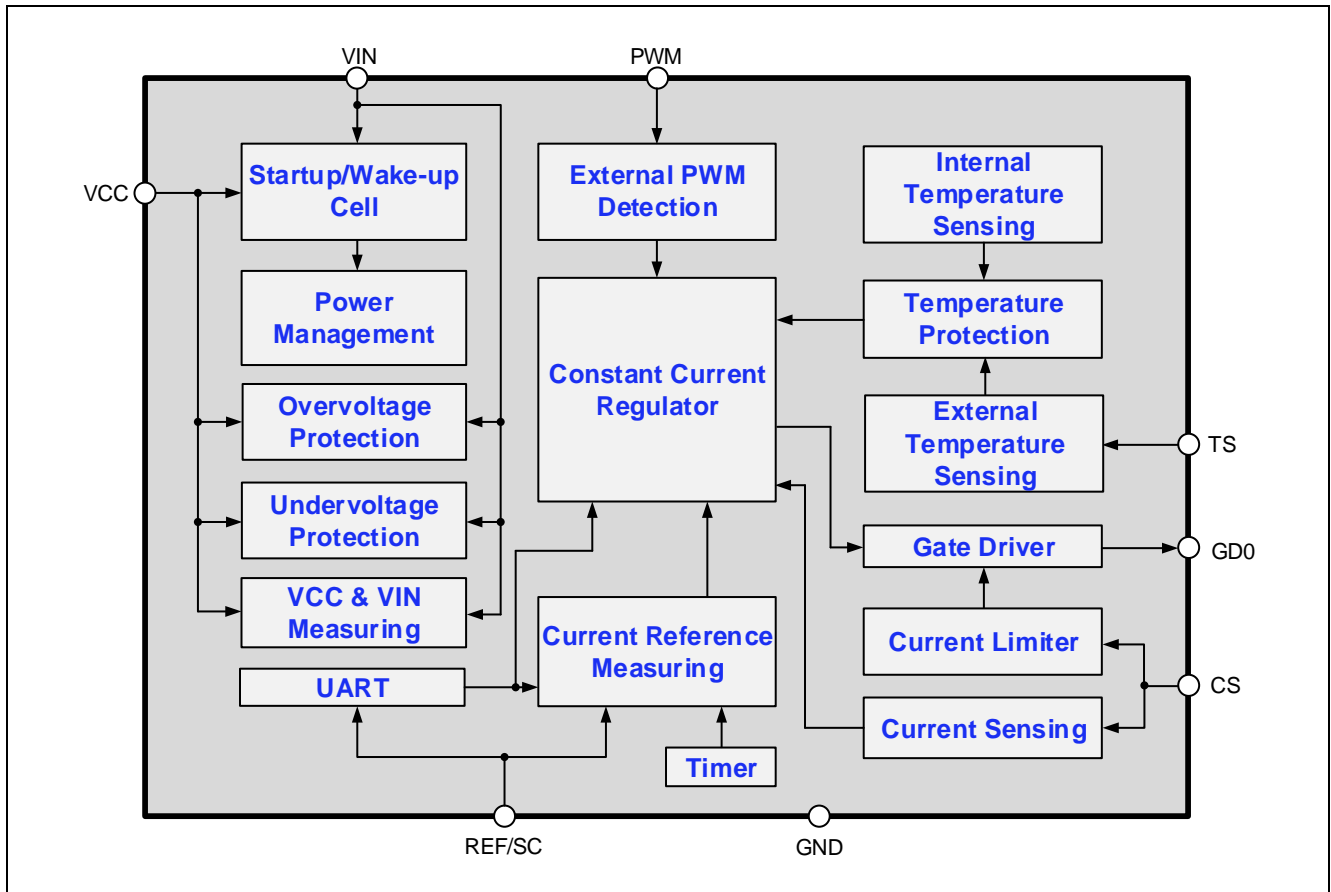 VIN
PWM
VCC
Startup/Wake-up
Cell
External PWM
Detection
Internal
Temperature
Sensing
Power
Management
Constant Current
Regulator
Temperature
Protection
Overvoltage
Protection
External
Temperature
Sensing
TS
Undervoltage
Protection
Gate Driver
GD0
VCC & VIN
Measuring
Current Reference
Measuring
Current Limiter
UART
CS
Current Sensing
Timer
REF/SC
GND